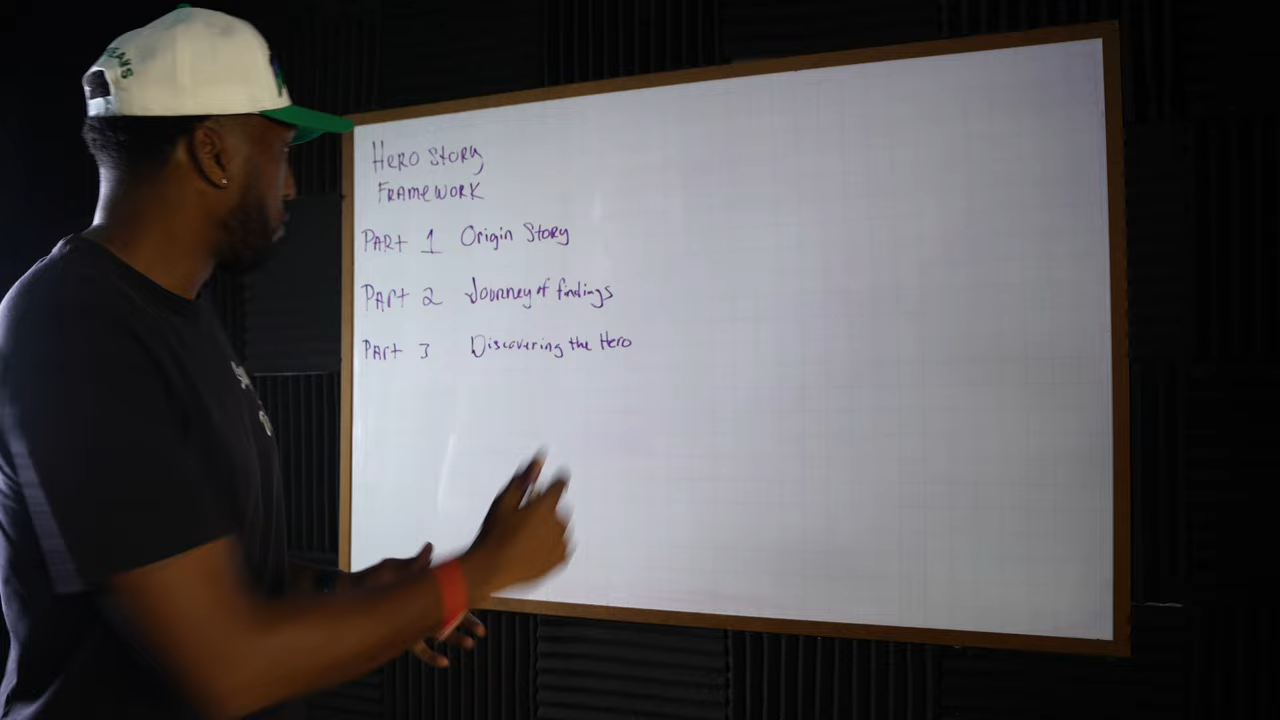 HERO STORY
FRAMEWORK
PART 1 Origin Story
PArt 2 Journey of findings
PArt 3 Discovering the Hero